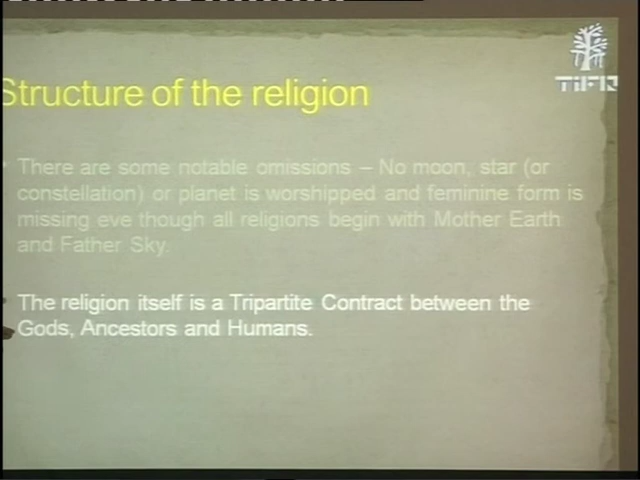 TIFR
Structure of the religion
There are some notable omissions – No moon, star (or
constellation) or planet is worshipped and feminine form is
missing eve though all religions begin with Mother Earth
and Father Sky.
The religion itself is a Tripartite Contract between the
Gods, Ancestors and Humans.